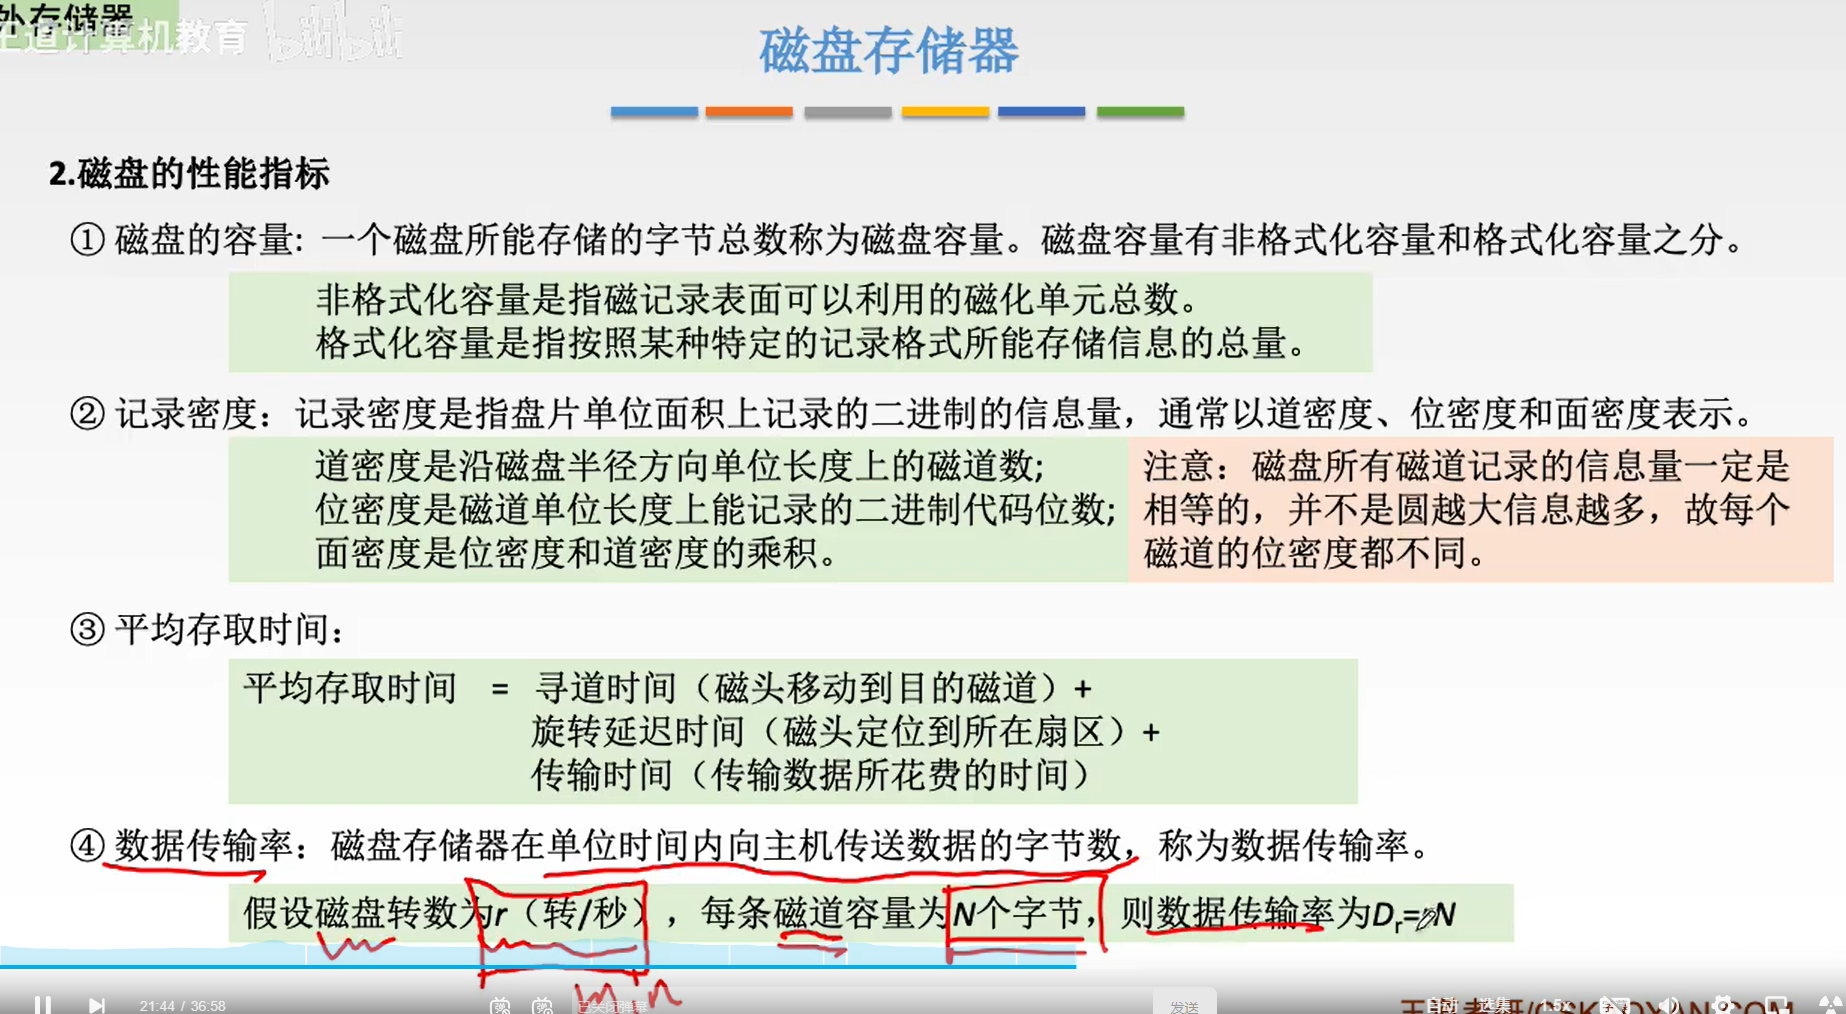 外存储器
王道计算机教育 bilibili
磁盘存储器
2.磁盘的性能指标
① 磁盘的容量: 一个磁盘所能存储的字节总数称为磁盘容量。磁盘容量有非格式化容量和格式化容量之分。
非格式化容量是指磁记录表面可以利用的磁化单元总数。
格式化容量是指按照某种特定的记录格式所能存储信息的总量。
② 记录密度：记录密度是指盘片单位面积上记录的二进制的信息量，通常以道密度、位密度和面密度表示。
道密度是沿磁盘半径方向单位长度上的磁道数;
位密度是磁道单位长度上能记录的二进制代码位数;
面密度是位密度和道密度的乘积。
注意：磁盘所有磁道记录的信息量一定是
相等的，并不是圆越大信息越多，故每个
磁道的位密度都不同。
③ 平均存取时间：
平均存取时间 = 寻道时间（磁头移动到目的磁道）+
旋转延迟时间（磁头定位到所在扇区）+
传输时间（传输数据所花费的时间）
④ 数据传输率：磁盘存储器在单位时间内向主机传送数据的字节数，称为数据传输率。
假设磁盘转数为r（转/秒），每条磁道容量为N个字节，则数据传输率为Dr=rN
min
21:44 / 36:58
已关闭弹幕
发送
自动 选集 1.5x